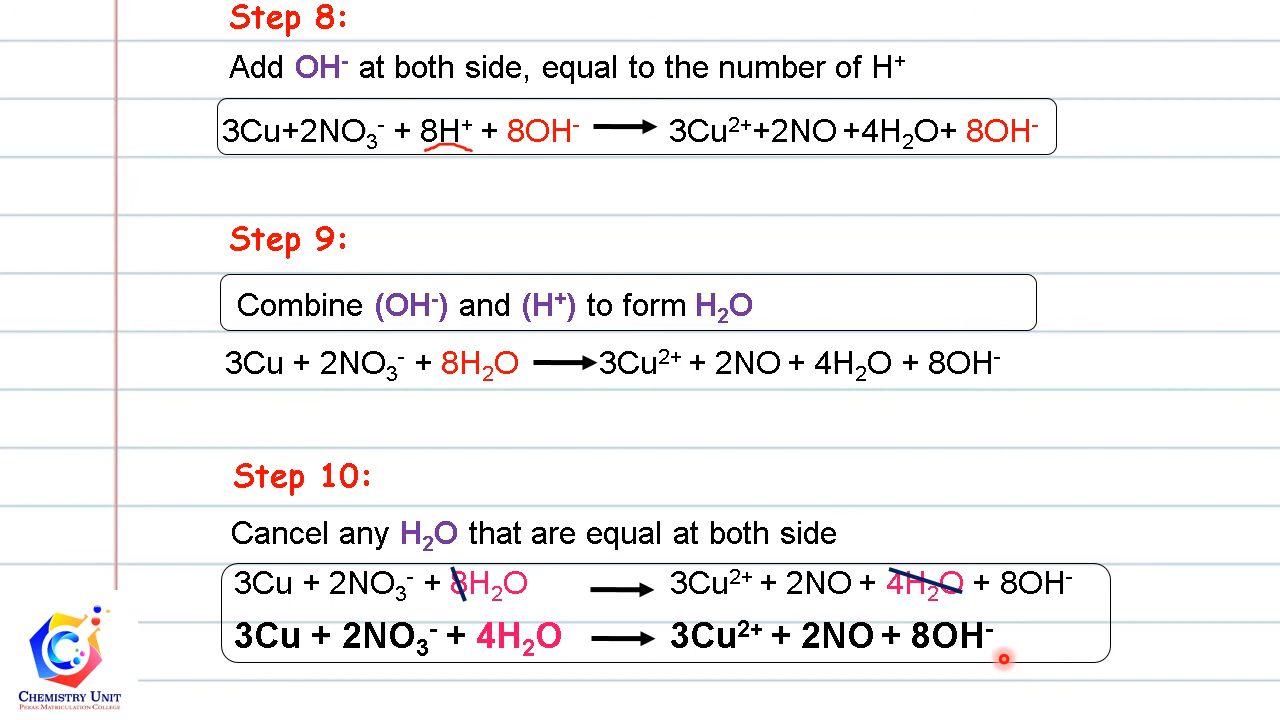 Step 8:
Add OH⁻ at both side, equal to the number of H⁺
3Cu+2NO₃⁻ + 8H⁺ + 8OH⁻ ⟶ 3Cu²⁺+2NO +4H₂O+ 8OH⁻
Step 9:
Combine (OH⁻) and (H⁺) to form H₂O
3Cu + 2NO₃⁻ + 8H₂O ⟶ 3Cu²⁺ + 2NO + 4H₂O + 8OH⁻
Step 10:
Cancel any H₂O that are equal at both side
3Cu + 2NO₃⁻ + 8H₂O ⟶ 3Cu²⁺ + 2NO + 4H₂O + 8OH⁻
3Cu + 2NO₃⁻ + 4H₂O ⟶ 3Cu²⁺ + 2NO + 8OH⁻
CHEMISTRY UNIT
PERAK MATRICULATION COLLEGE